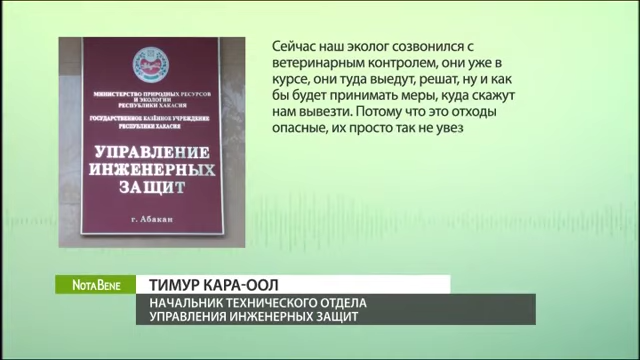 Сейчас наш эколог созвонился с
ветеринарным контролем, они уже в
курсе, они туда выедут, решат, ну и как
бы будет принимать меры, куда скажут
нам вывезти. Потому что это отходы
опасные, их просто так не увез
МИНИСТЕРСТВО ПРИРОДНЫХ РЕСУРСОВ
И ЭКОЛОГИИ
РЕСПУБЛИКИ ХАКАСИЯ
ГОСУДАРСТВЕННОЕ КАЗЁННОЕ УЧРЕЖДЕНИЕ
РЕСПУБЛИКИ ХАКАСИЯ
УПРАВЛЕНИЕ
ИНЖЕНЕРНЫХ
ЗАЩИТ
г. Абакан
NOTABENE
ТИМУР КАРА-ООЛ
НАЧАЛЬНИК ТЕХНИЧЕСКОГО ОТДЕЛА
УПРАВЛЕНИЯ ИНЖЕНЕРНЫХ ЗАЩИТ